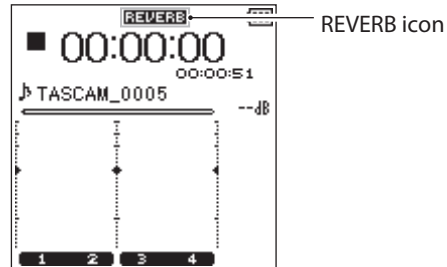 REVERB
REVERB icon
00:00:00
00:00:51
TASCAM_0005
--dB
1 2 3 4